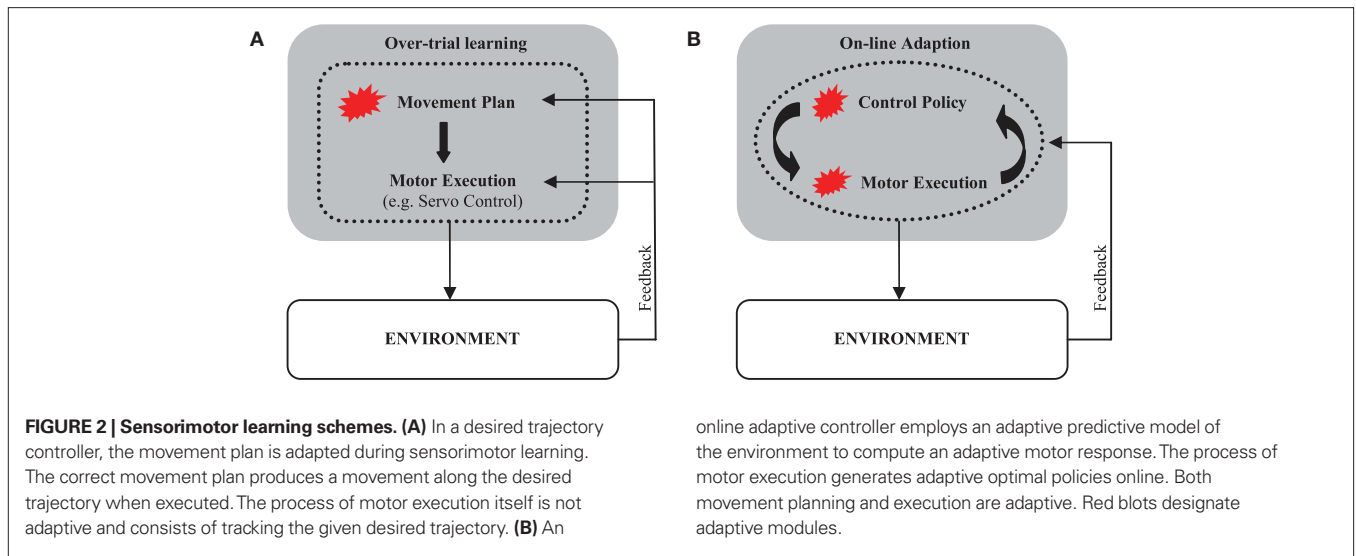 A
Over-trial learning
Movement Plan
Motor Execution
(e.g. Servo Control)
Feedback
ENVIRONMENT
B
On-line Adaption
Control Policy
Motor Execution
Feedback
ENVIRONMENT
FIGURE 2 | Sensorimotor learning schemes. (A) In a desired trajectory
controller, the movement plan is adapted during sensorimotor learning.
The correct movement plan produces a movement along the desired
trajectory when executed. The process of motor execution itself is not
adaptive and consists of tracking the given desired trajectory. (B) An
online adaptive controller employs an adaptive predictive model of
the environment to compute an adaptive motor response. The process of
motor execution generates adaptive optimal policies online. Both
movement planning and execution are adaptive. Red blots designate
adaptive modules.